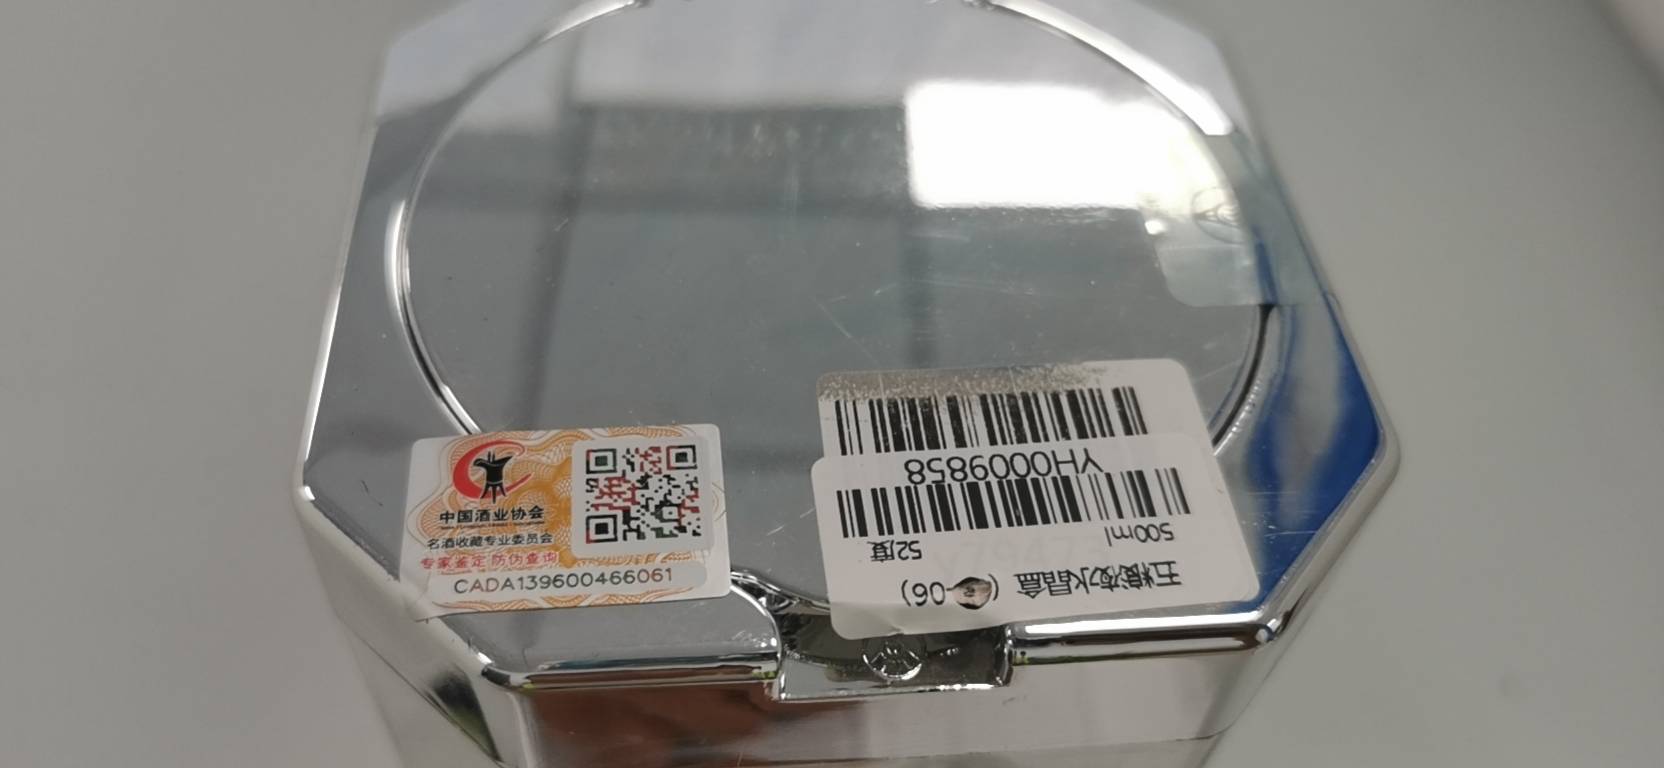 中国酒业协会
名酒收藏专业委员会
专家鉴定 防伪查询
CADA139600466061
五粮液水晶盒 (
-06)
500ml
52度
YH0009858